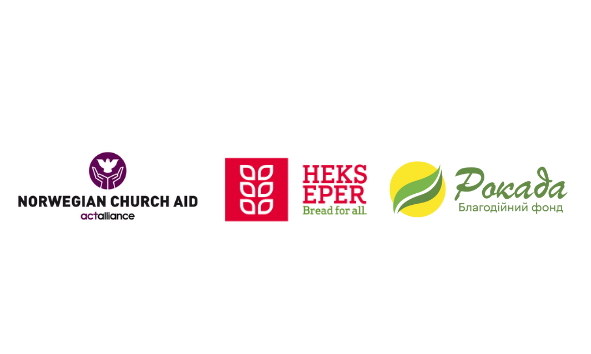 NORWEGIAN CHURCH AID
actalliance
HEKS
EPER
Bread for all.
Рокада
Благодійний фонд